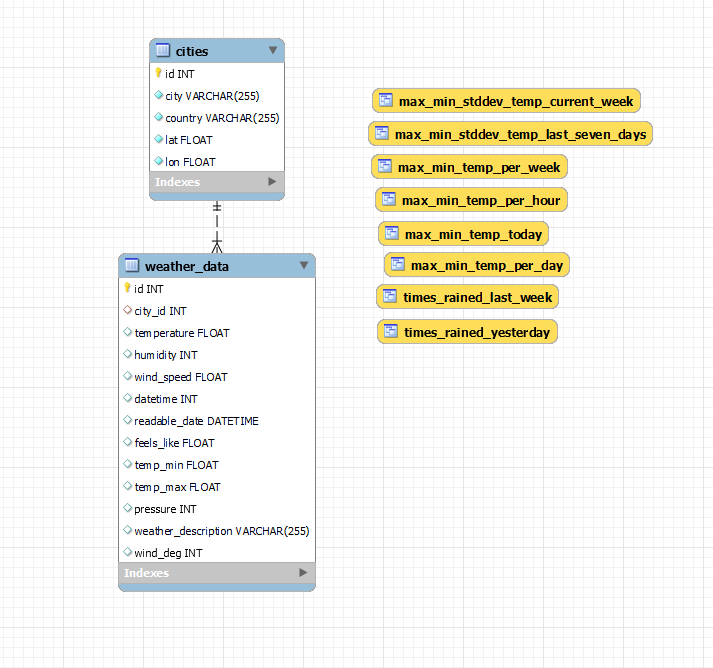 cities
id INT
city VARCHAR(255)
country VARCHAR(255)
lat FLOAT
lon FLOAT
Indexes
weather_data
id INT
city_id INT
temperature FLOAT
humidity INT
wind_speed FLOAT
datetime INT
readable_date DATETIME
feels_like FLOAT
temp_min FLOAT
temp_max FLOAT
pressure INT
weather_description VARCHAR(255)
wind_deg INT
Indexes
max_min_stddev_temp_current_week
max_min_stddev_temp_last_seven_days
max_min_temp_per_week
max_min_temp_per_hour
max_min_temp_today
max_min_temp_per_day
times_rained_last_week
times_rained_yesterday